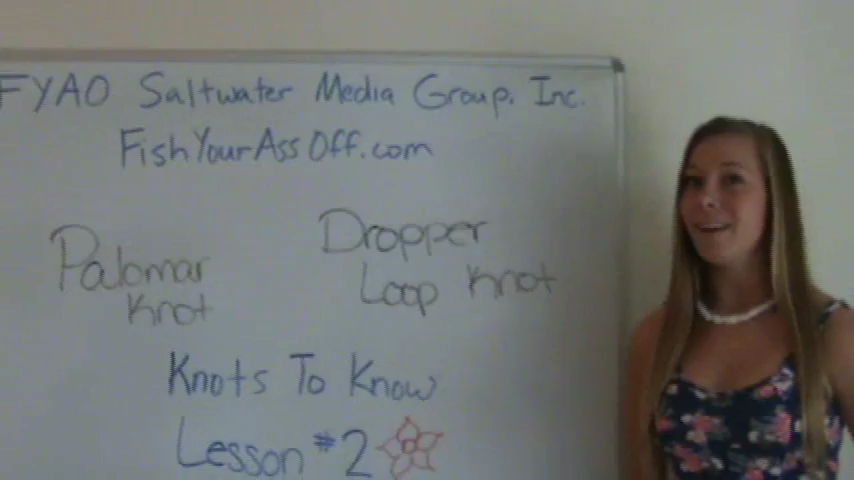 FYAO Saltwater Media Group, Inc.
FishYourAssOff.com
Palomar
Knot
Dropper
Loop Knot
Knots To Know
Lesson #2